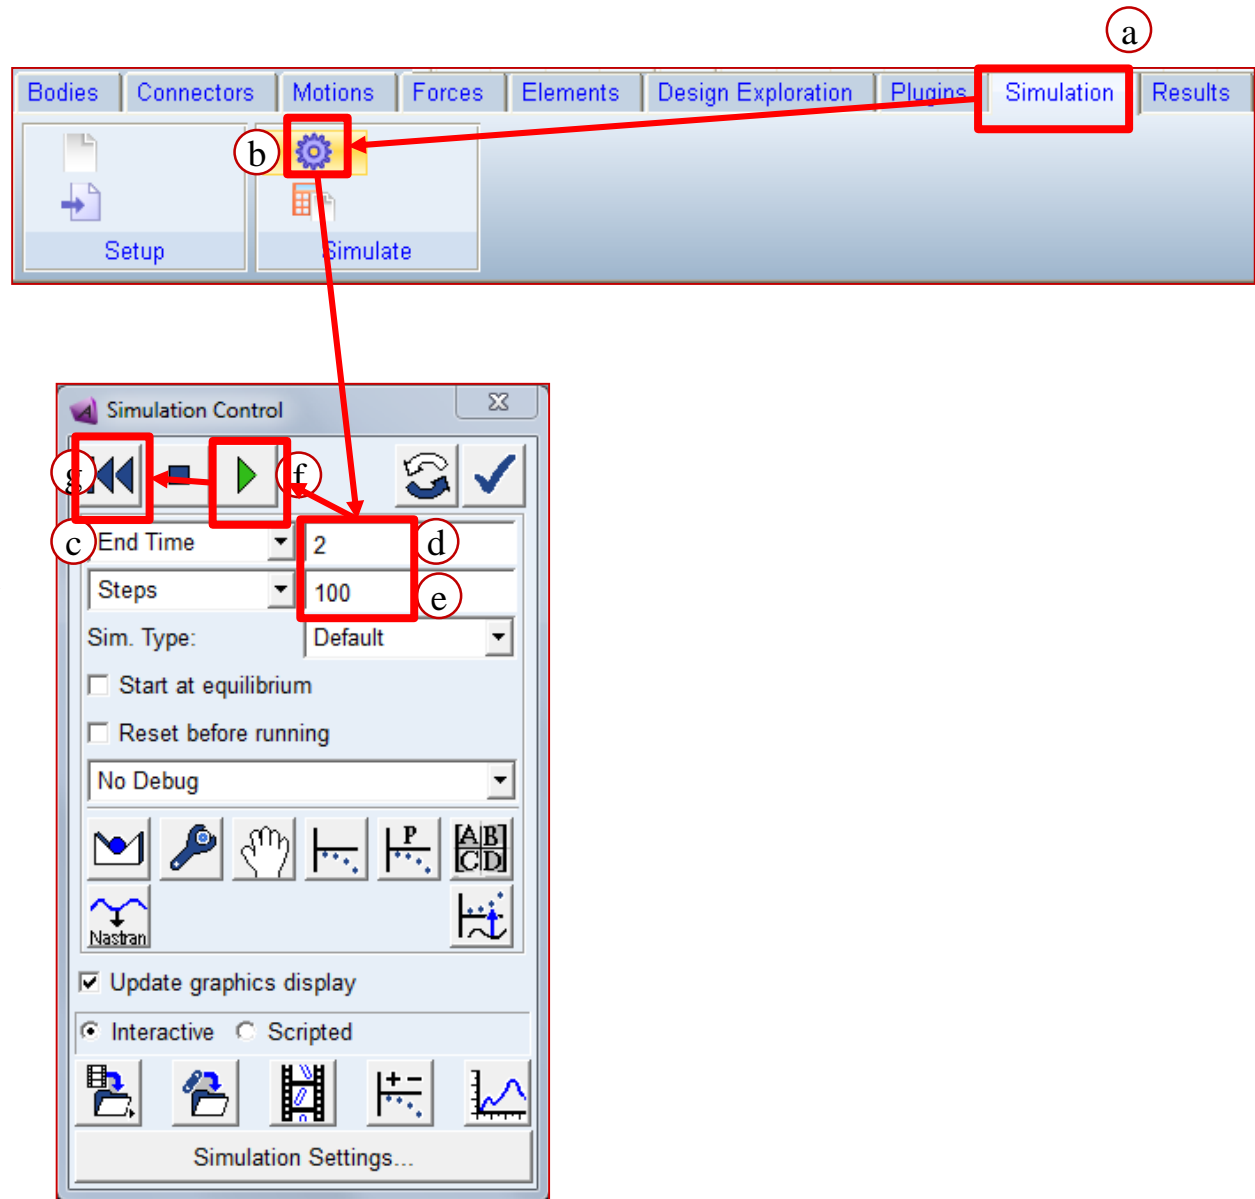 a
Bodies Connectors Motions Forces Elements Design Exploration Plugins Simulation Results
b
Setup Simulate
Simulation Control
g f
c End Time 2 d
Steps 100 e
Sim. Type: Default
Start at equilibrium
Reset before running
No Debug
P A B
C D
Nastran
Update graphics display
Interactive Scripted
Simulation Settings...